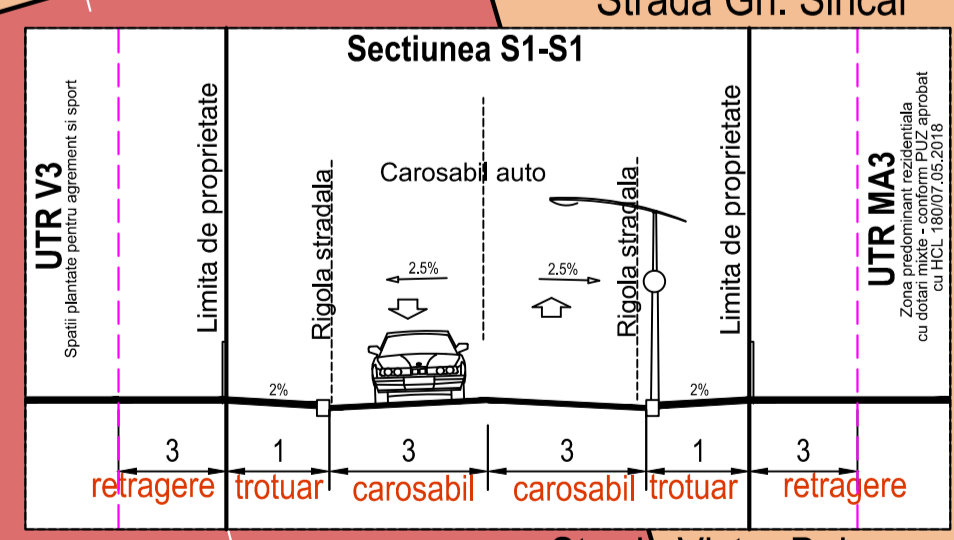 Strada Gh. Sincai
Sectiunea S1-S1
UTR V3
Spatii plantate pentru agrement si sport
Limita de proprietate
Rigola stradala
Carosabil auto
2.5%
2.5%
Rigola stradala
Limita de proprietate
UTR MA3
Zona predominant rezidentiala
cu dotari mixte - conform PUZ aprobat
cu HCL 180/07.05.2018
2%
2%
3 1 3 3 1 3
retragere trotuar carosabil carosabil trotuar retragere